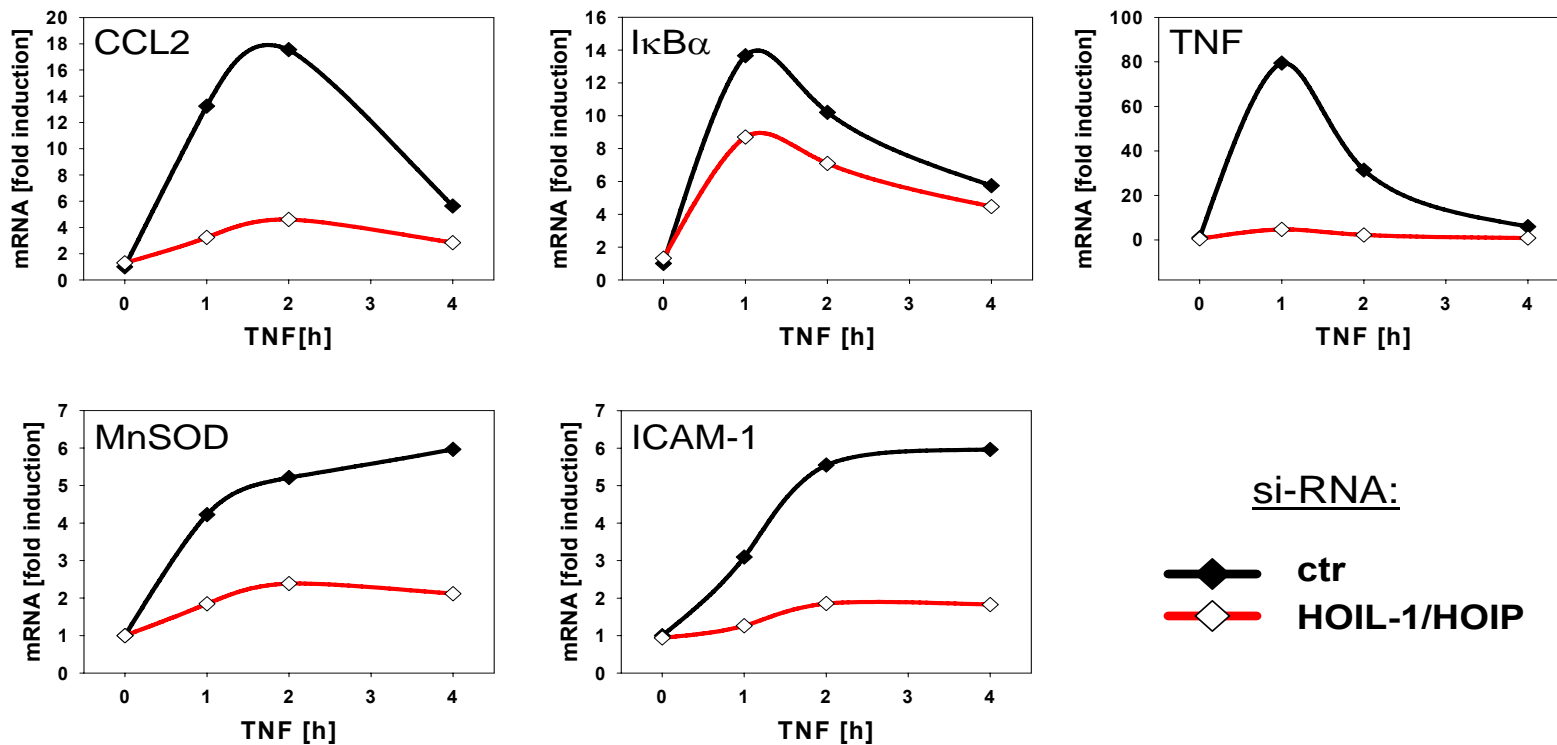 CCL2
mRNA [fold induction]
20
18
16
14
12
10
8
6
4
2
0
0 1 2 3 4
TNF[h]
IκBα
mRNA [fold induction]
16
14
12
10
8
6
4
2
0
0 1 2 3 4
TNF [h]
TNF
mRNA [fold induction]
100
80
60
40
20
0
0 1 2 3 4
TNF [h]
MnSOD
mRNA [fold induction]
7
6
5
4
3
2
1
0
0 1 2 3 4
TNF [h]
ICAM-1
mRNA [fold induction]
7
6
5
4
3
2
1
0
0 1 2 3 4
TNF [h]
si-RNA:
ctr
HOIL-1/HOIP